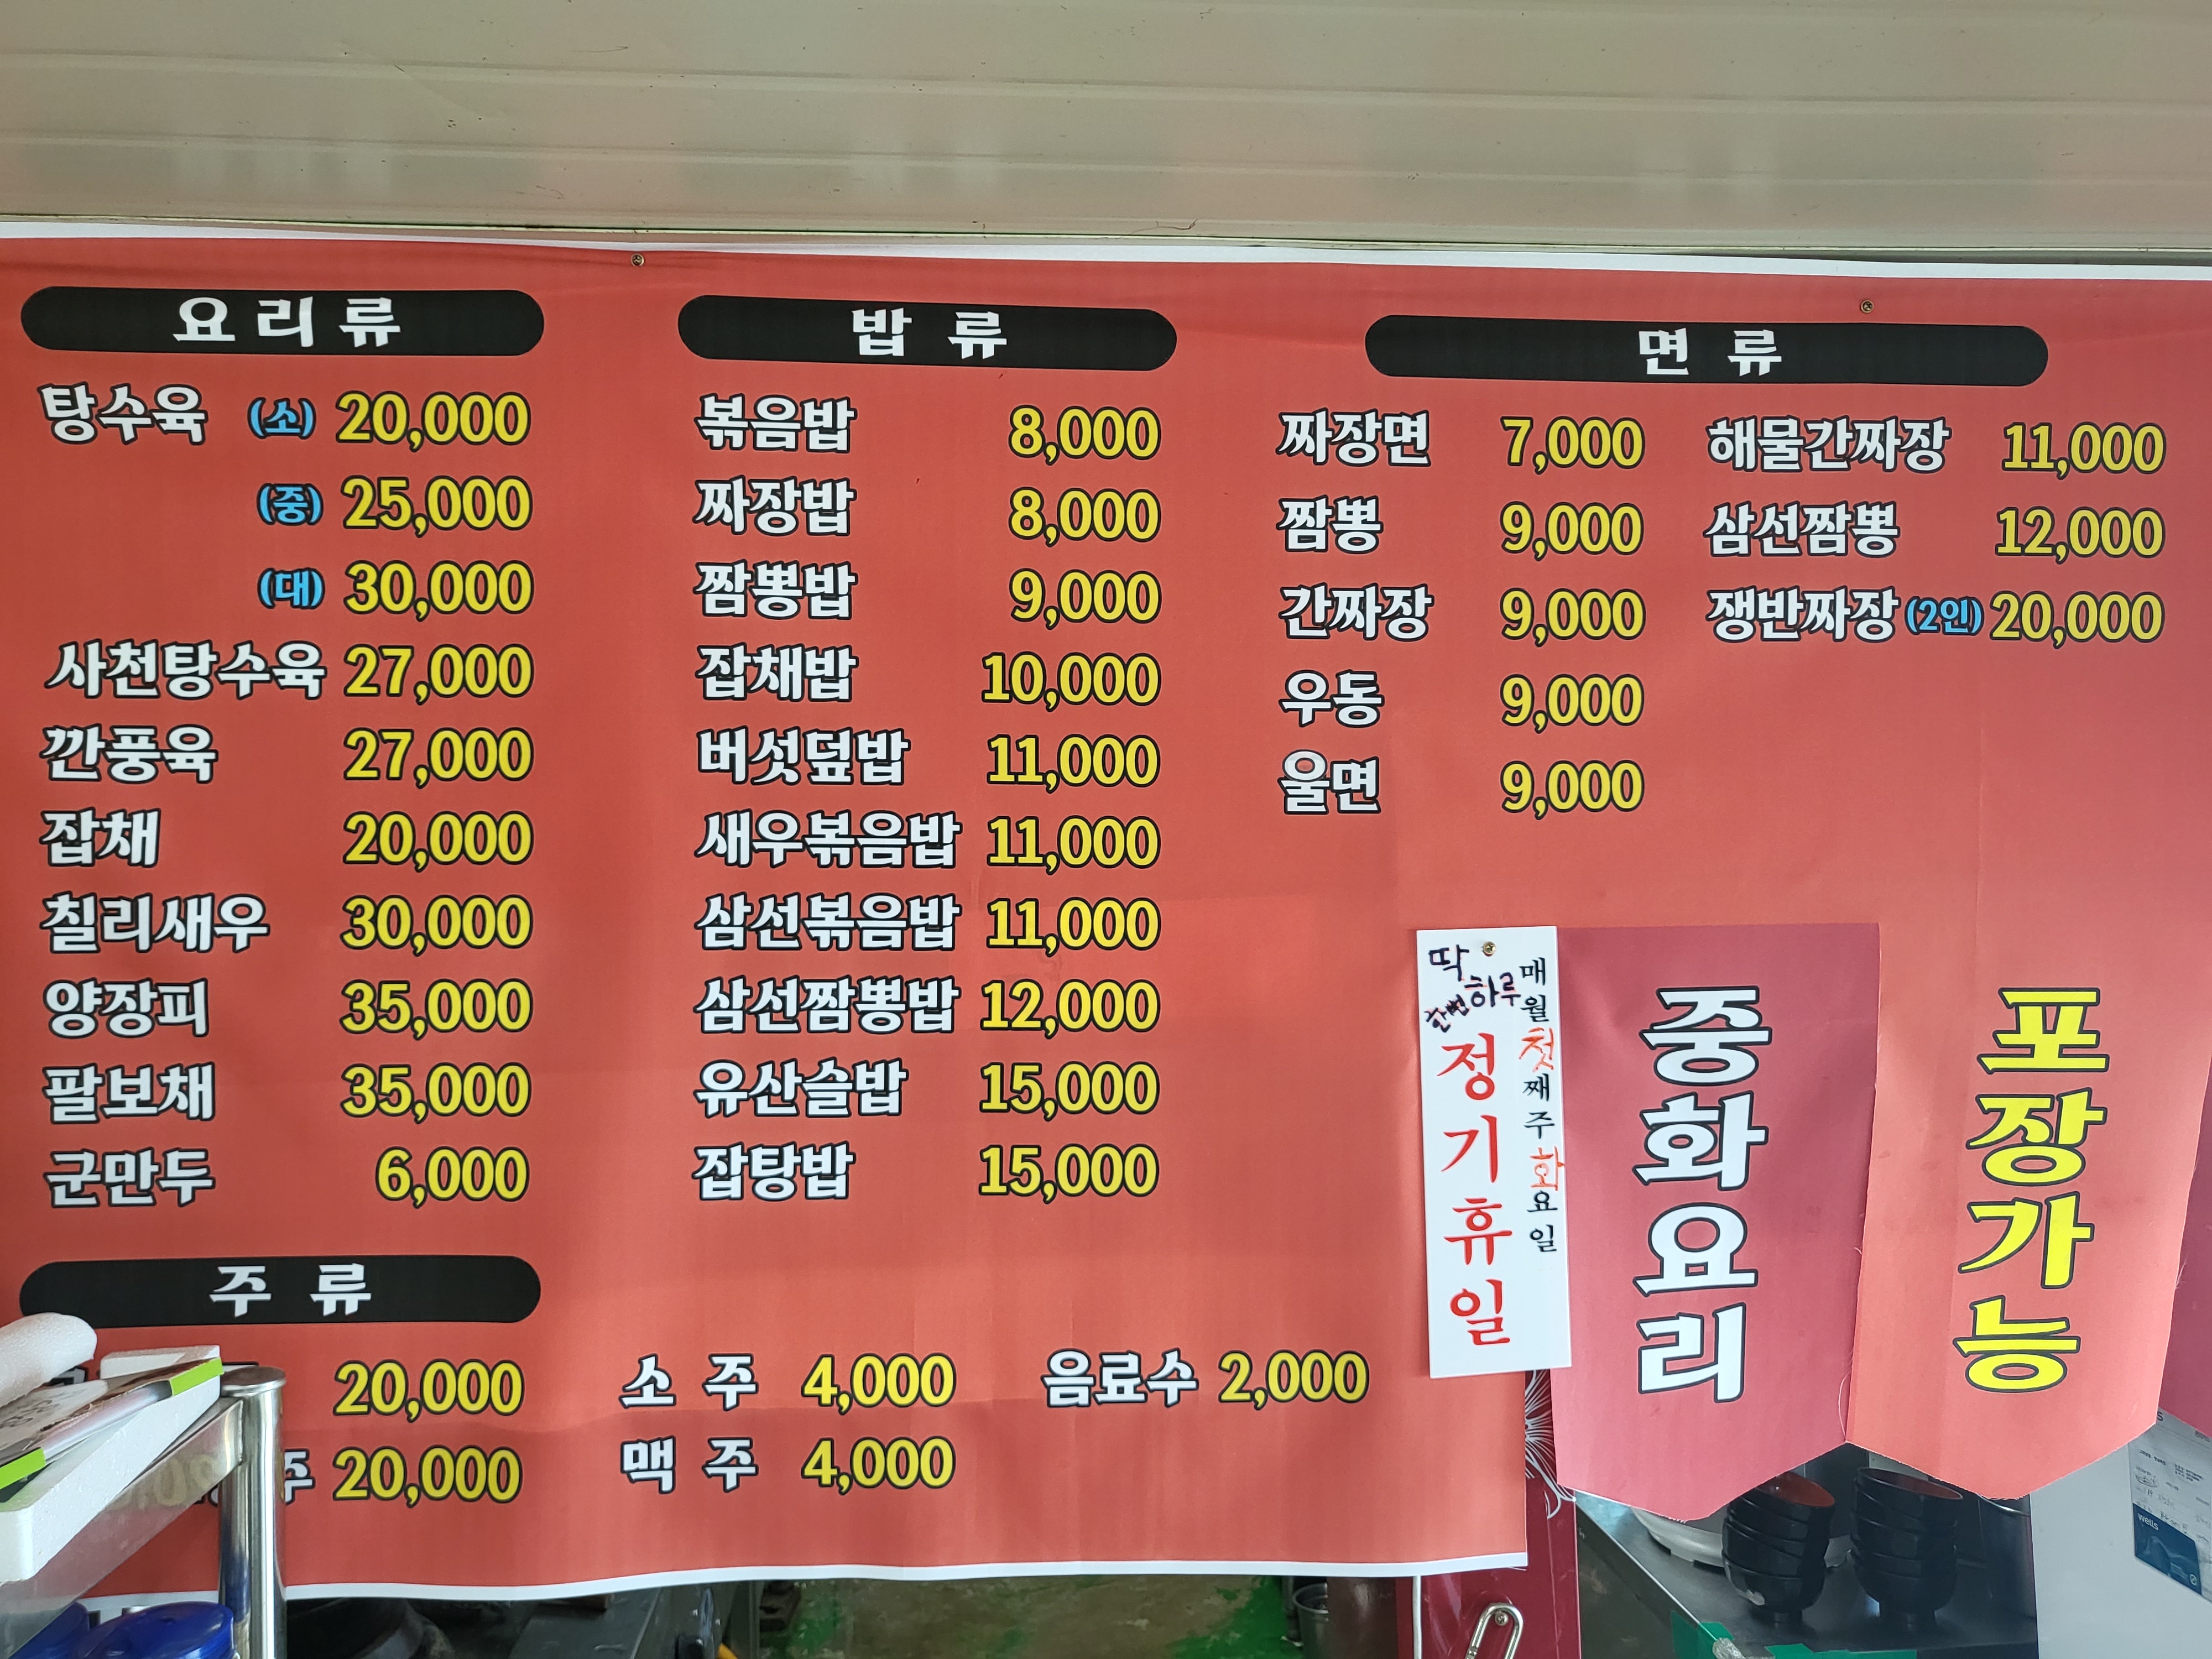 요리류
탕수육 (소) 20,000
(중) 25,000
(대) 30,000
사천탕수육 27,000
깐풍육 27,000
잡채 20,000
칠리새우 30,000
양장피 35,000
팔보채 35,000
군만두 6,000
밥류
볶음밥 8,000
짜장밥 8,000
짬뽕밥 9,000
잡채밥 10,000
버섯덮밥 11,000
새우볶음밥 11,000
삼선볶음밥 11,000
삼선짬뽕밥 12,000
유산슬밥 15,000
잡탕밥 15,000
면류
짜장면 7,000
짬뽕 9,000
간짜장 9,000
우동 9,000
울면 9,000
해물간짜장 11,000
삼선짬뽕 12,000
쟁반짜장 (2인) 20,000
주류
20,000
주 20,000
소주 4,000
맥주 4,000
음료수 2,000
매월 첫째주 화요일
딱 하루
한번
정기휴일
중화요리
포장가능
wells